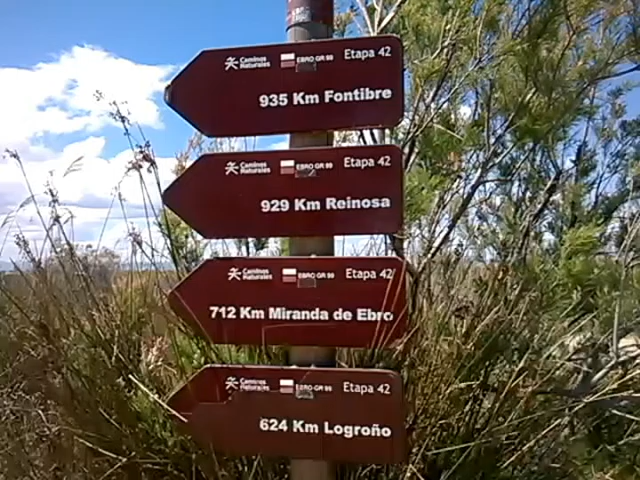 Caminos Naturales EBRO GR 99 Etapa 42
935 Km Fontibre
Caminos Naturales EBRO GR 99 Etapa 42
929 Km Reinosa
Caminos Naturales EBRO GR 99 Etapa 42
712 Km Miranda de Ebro
Caminos Naturales EBRO GR 99 Etapa 42
624 Km Logroño